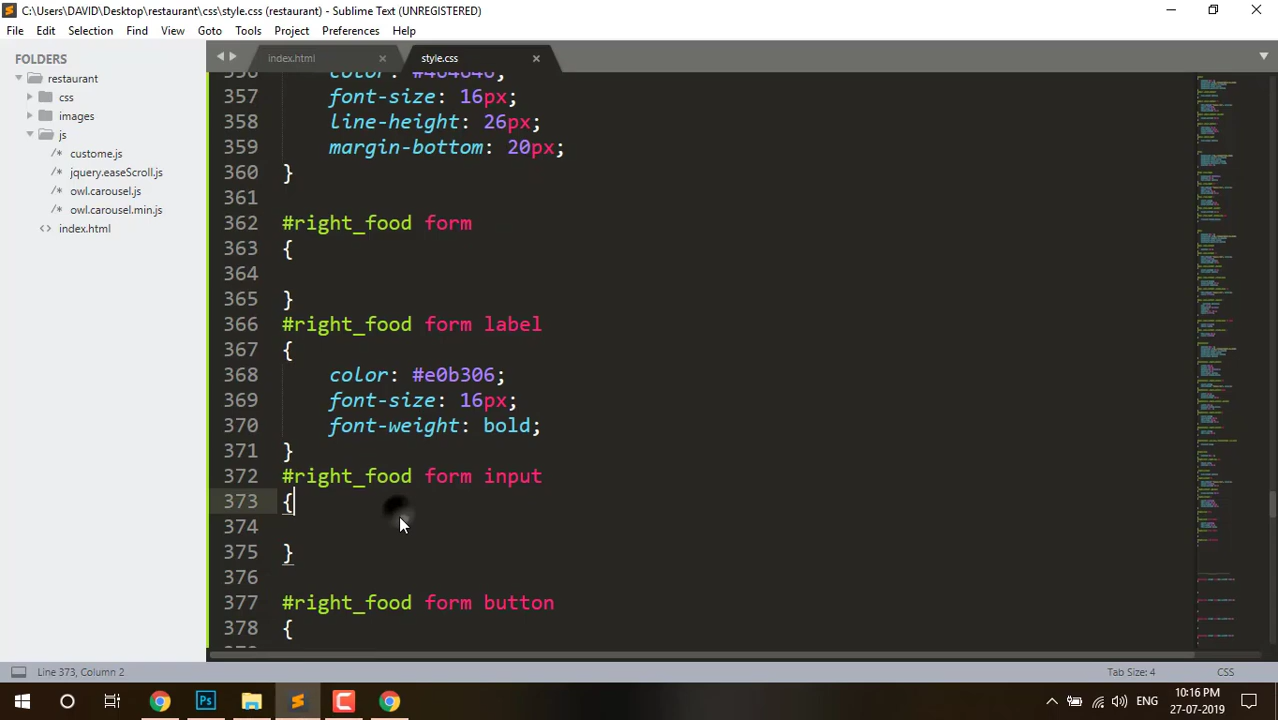 C:\Users\DAVID\Desktop\restaurant\css\style.css (restaurant) - Sublime Text (UNREGISTERED)
File Edit Selection Find View Goto Tools Project Preferences Help
FOLDERS
restaurant
css
images
js
/* custome.js
/* jquery.easeScroll.js
/* owl.carousel.js
/* owl.carousel.min.js
<> index.html
index.html
style.css
356 color: #464646;
357 font-size: 16px;
358 line-height: 26px;
359 margin-bottom: 20px;
360 }
361
362 #right_food form
363 {
364
365 }
366 #right_food form label
367 {
368 color: #e0b306;
369 font-size: 16px;
370 font-weight: bold;
371 }
372 #right_food form input
373 {
374
375 }
376
377 #right_food form button
378 {
Line 373, Column 2
Tab Size: 4
CSS
Ps
ENG
10:16 PM
27-07-2019